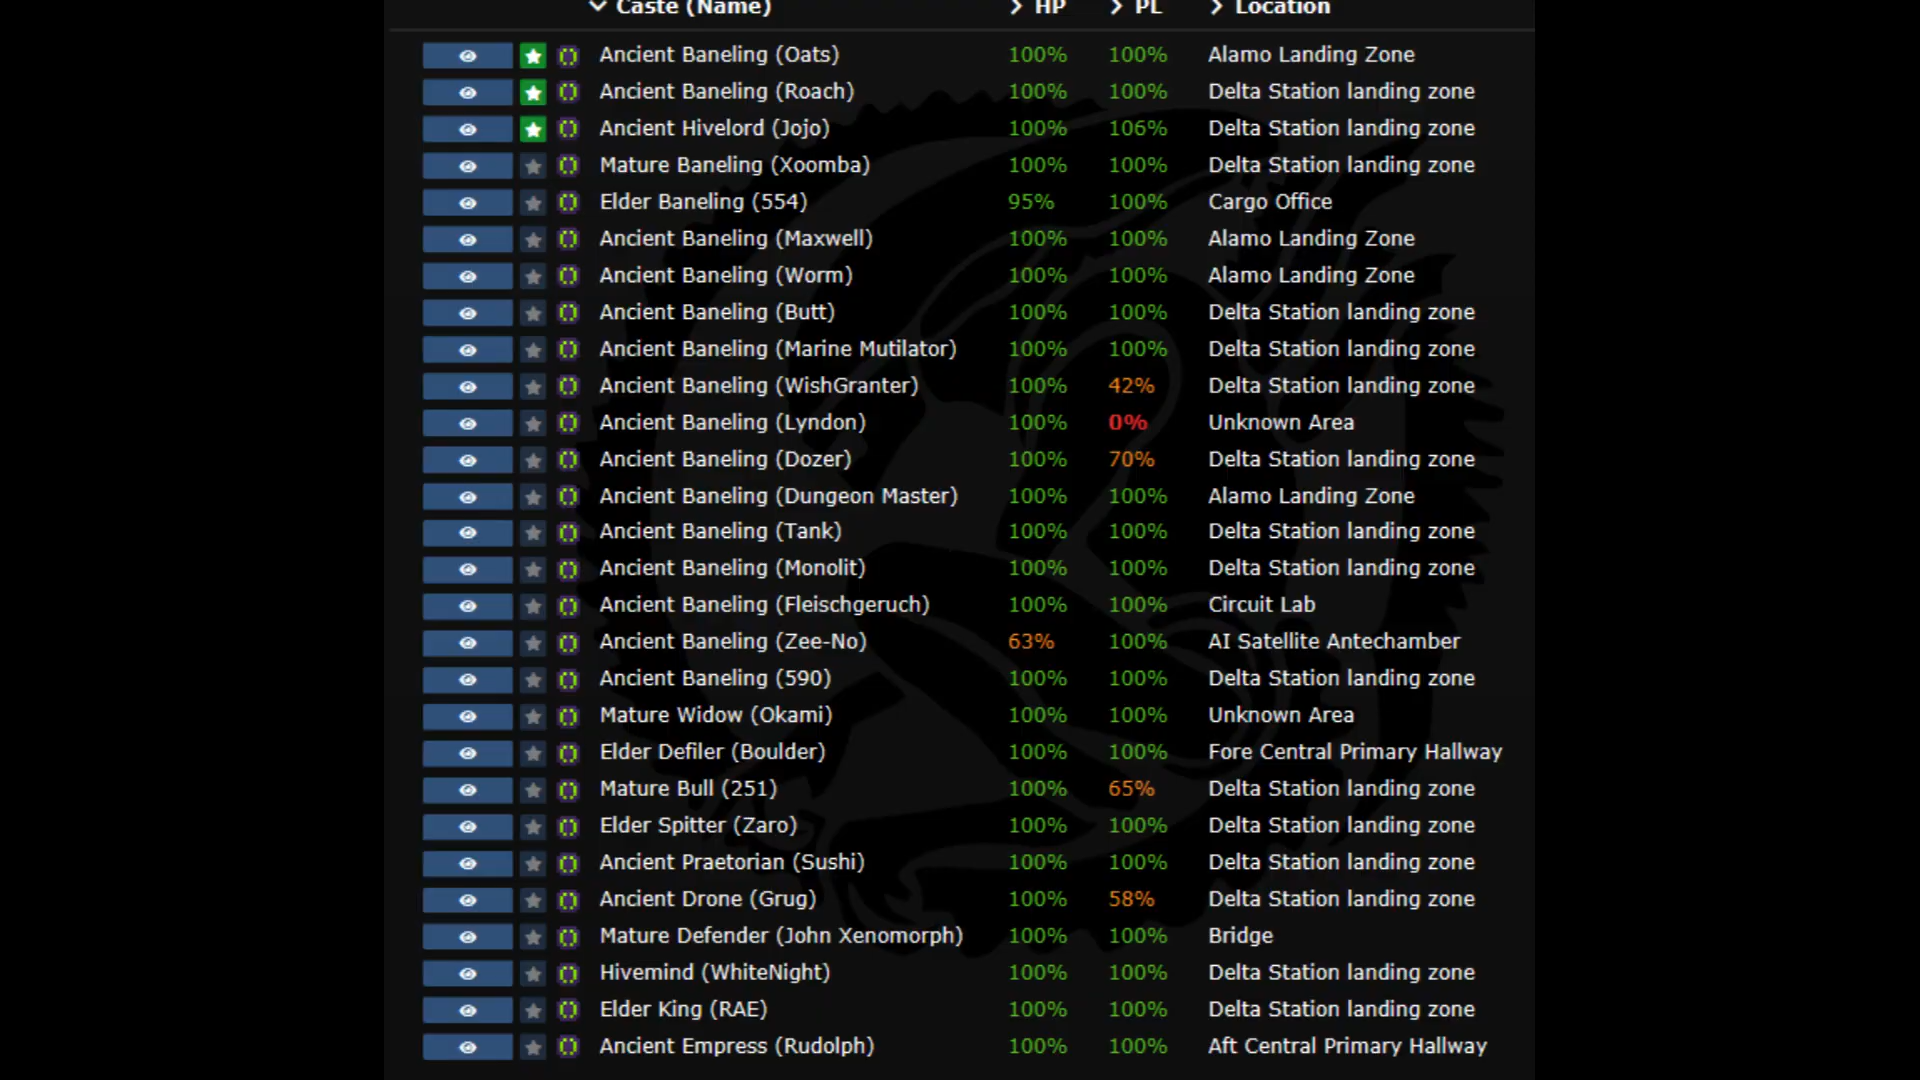 Caste (Name) HP PL Location
Ancient Baneling (Oats) 100% 100% Alamo Landing Zone
Ancient Baneling (Roach) 100% 100% Delta Station landing zone
Ancient Hivelord (Jojo) 100% 106% Delta Station landing zone
Mature Baneling (Xoomba) 100% 100% Delta Station landing zone
Elder Baneling (554) 95% 100% Cargo Office
Ancient Baneling (Maxwell) 100% 100% Alamo Landing Zone
Ancient Baneling (Worm) 100% 100% Alamo Landing Zone
Ancient Baneling (Butt) 100% 100% Delta Station landing zone
Ancient Baneling (Marine Mutilator) 100% 100% Delta Station landing zone
Ancient Baneling (WishGranter) 100% 42% Delta Station landing zone
Ancient Baneling (Lyndon) 100% 0% Unknown Area
Ancient Baneling (Dozer) 100% 70% Delta Station landing zone
Ancient Baneling (Dungeon Master) 100% 100% Alamo Landing Zone
Ancient Baneling (Tank) 100% 100% Delta Station landing zone
Ancient Baneling (Monolit) 100% 100% Delta Station landing zone
Ancient Baneling (Fleischgeruch) 100% 100% Circuit Lab
Ancient Baneling (Zee-No) 63% 100% AI Satellite Antechamber
Ancient Baneling (590) 100% 100% Delta Station landing zone
Mature Widow (Okami) 100% 100% Unknown Area
Elder Defiler (Boulder) 100% 100% Fore Central Primary Hallway
Mature Bull (251) 100% 65% Delta Station landing zone
Elder Spitter (Zaro) 100% 100% Delta Station landing zone
Ancient Praetorian (Sushi) 100% 100% Delta Station landing zone
Ancient Drone (Grug) 100% 58% Delta Station landing zone
Mature Defender (John Xenomorph) 100% 100% Bridge
Hivemind (WhiteNight) 100% 100% Delta Station landing zone
Elder King (RAE) 100% 100% Delta Station landing zone
Ancient Empress (Rudolph) 100% 100% Aft Central Primary Hallway